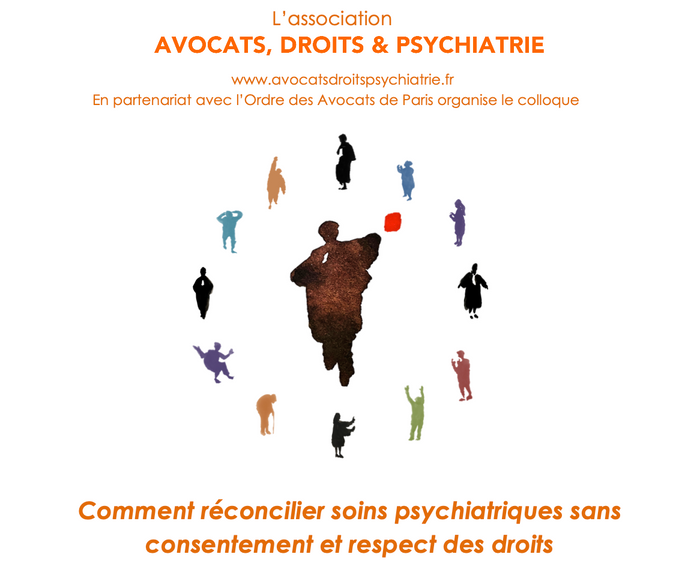 L'association
AVOCATS, DROITS & PSYCHIATRIE
www.avocatsdroitspsychiatrie.fr
En partenariat avec l'Ordre des Avocats de Paris organise le colloque
Comment réconcilier soins psychiatriques sans
consentement et respect des droits